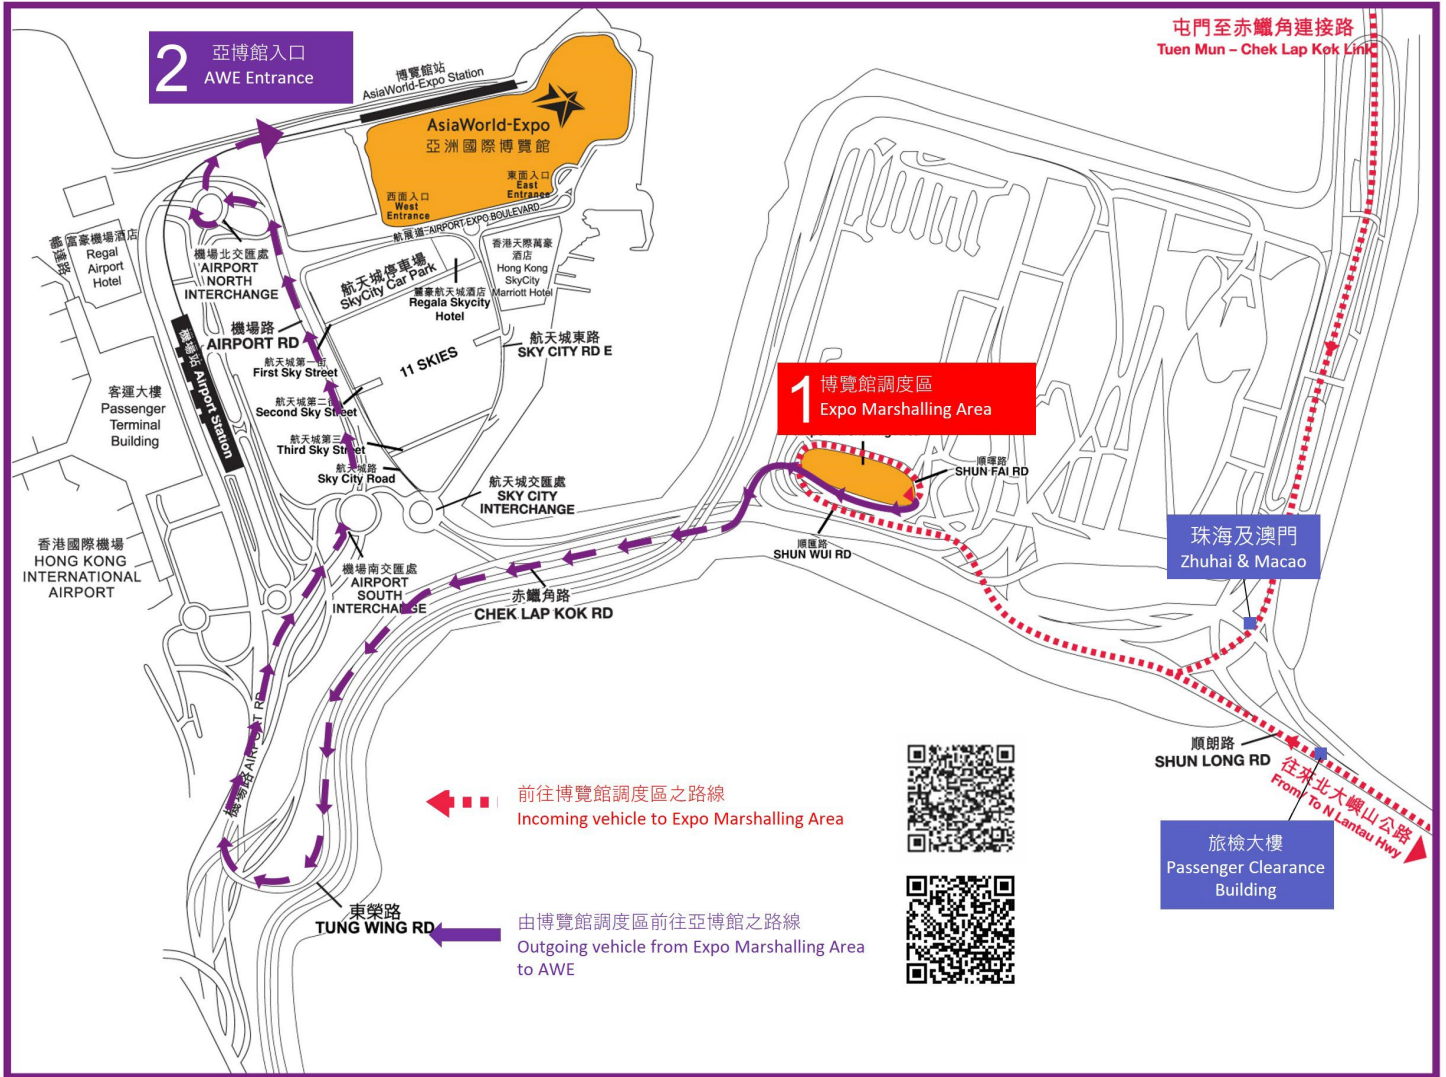 屯門至赤鱲角連接路
Tuen Mun – Chek Lap Kok Link
2
亞博館入口
AWE Entrance
博覽館站
AsiaWorld-Expo Station
AsiaWorld-Expo
亞洲國際博覽館
東面入口
East
Entrance
西面入口
West
Entrance
航展道 AIRPORT EXPO BOULEVARD
暢達路
富豪機場酒店
Regal
Airport
Hotel
機場北交匯處
AIRPORT
NORTH
INTERCHANGE
航天城停車場
SkyCity Car Park
麗豪航天城酒店
Regala Skycity
Hotel
香港天際萬豪
酒店
Hong Kong
SkyCity
Marriott Hotel
機場路
AIRPORT RD
航天城東路
SKY CITY RD E
11 SKIES
航天城第一街
First Sky Street
航天城第二街
Second Sky Street
航天城第三
Third Sky Street
航天城路
Sky City Road
機場站 Airport Station
客運大樓
Passenger
Terminal
Building
1
博覽館調度區
Expo Marshalling Area
順暉路
SHUN FAI RD
順匯路
SHUN WUI RD
航天城交匯處
SKY CITY
INTERCHANGE
香港國際機場
HONG KONG
INTERNATIONAL
AIRPORT
機場南交匯處
AIRPORT
SOUTH
INTERCHANGE
赤鱲角路
CHEK LAP KOK RD
珠海及澳門
Zhuhai & Macao
機場路 AIRPORT RD
順朗路
SHUN LONG RD
往來北大嶼山公路
From/ To N Lantau Hwy
旅檢大樓
Passenger Clearance
Building
前往博覽館調度區之路線
Incoming vehicle to Expo Marshalling Area
東榮路
TUNG WING RD
由博覽館調度區前往亞博館之路線
Outgoing vehicle from Expo Marshalling Area
to AWE